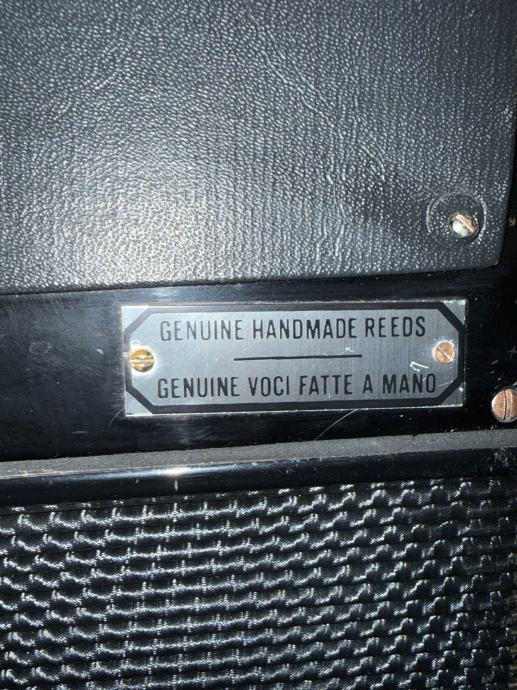 GENUINE HANDMADE REEDS
GENUINE VOCI FATTE A MANO